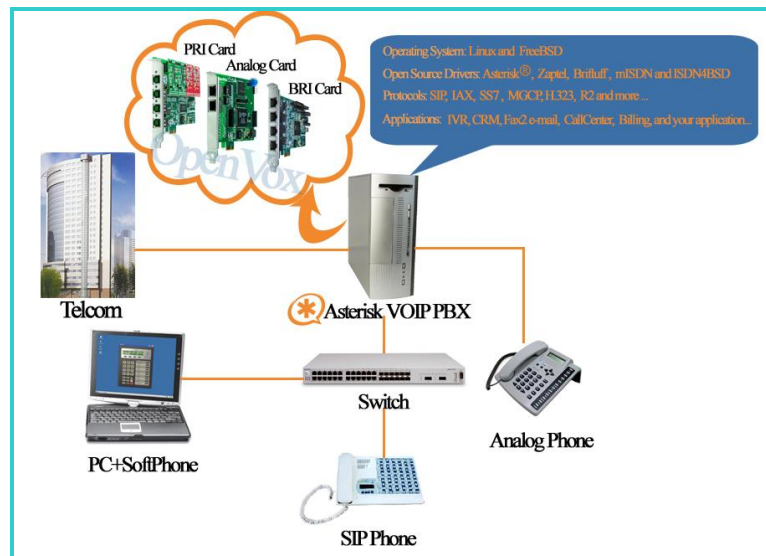 PRI Card
Analog Card
BRI Card
OpenVox
Operating System: Linux and FreeBSD
Open Source Drivers: Asterisk®, Zaptel, Brifluff, mISDN and ISDN4BSD
Protocols: SIP, IAX, SS7, MGCP, H.323, R2 and more ...
Applications: IVR, CRM, Fax2 e-mail, CallCenter, Billing, and your application...
Telcom
Asterisk VOIP PBX
Switch
Analog Phone
PC+SoftPhone
SIP Phone